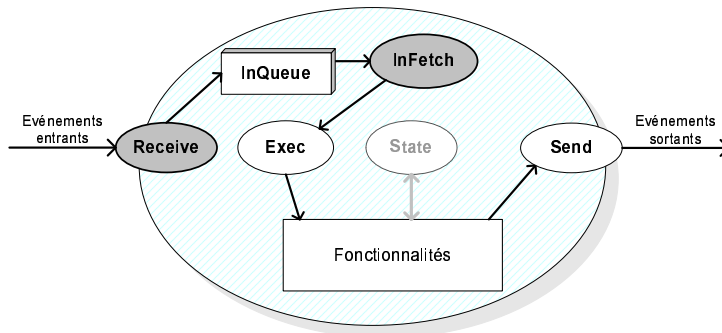 InFetch
InQueue
Evénements
entrants
Receive
Exec
State
Send
Evénements
sortants
Fonctionnalités